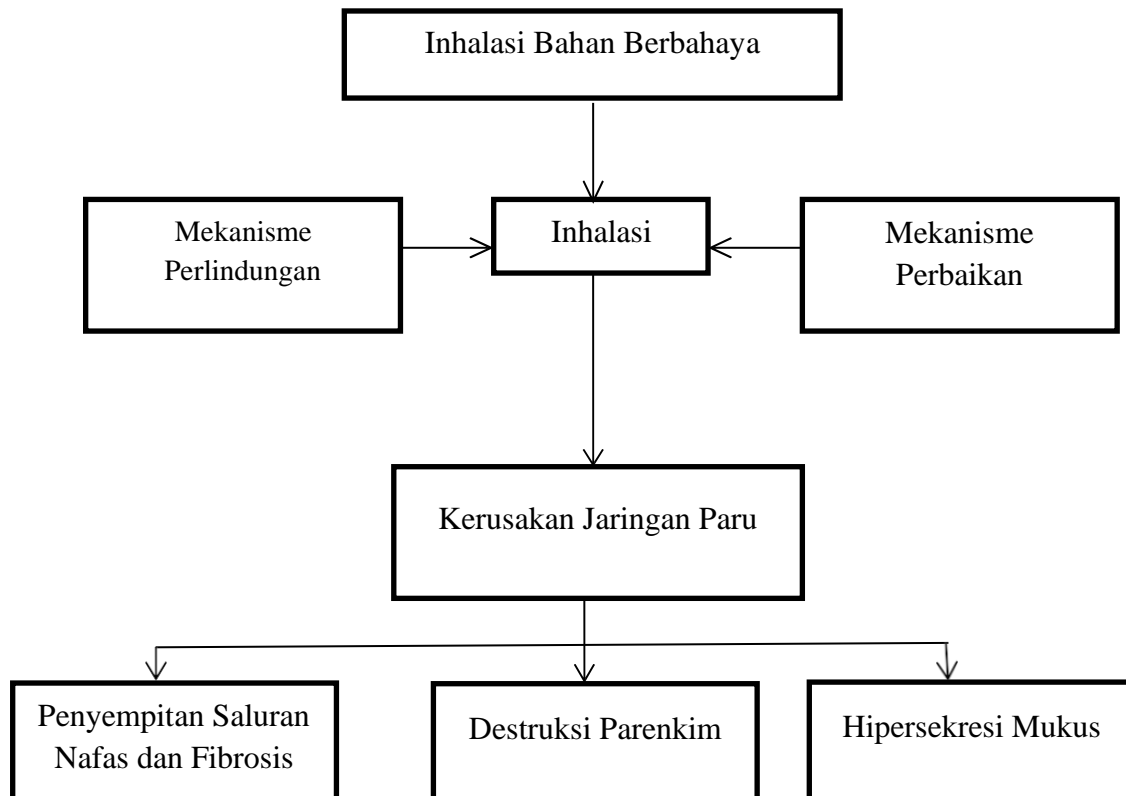 Inhalasi Bahan Berbahaya
Mekanisme
Perlindungan
Inhalasi
Mekanisme
Perbaikan
Kerusakan Jaringan Paru
Penyempitan Saluran
Nafas dan Fibrosis
Destruksi Parenkim
Hipersekresi Mukus